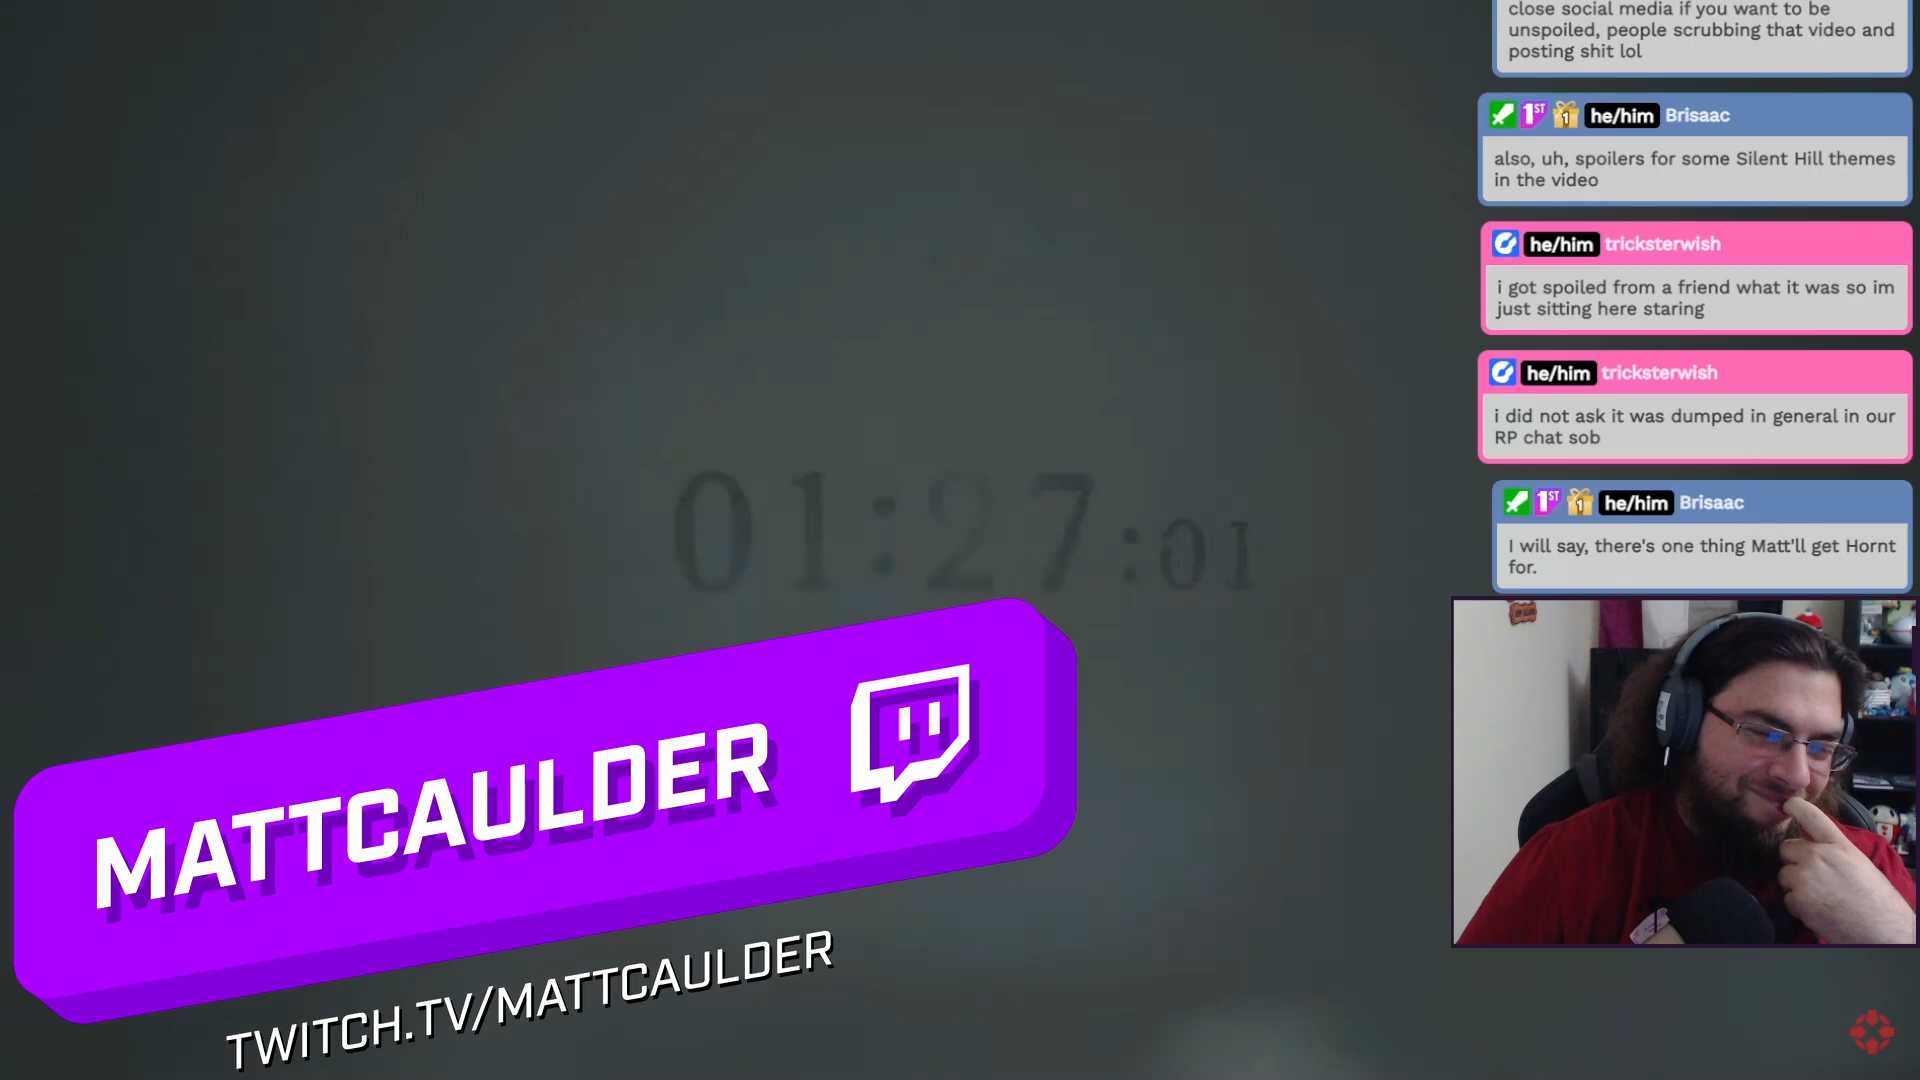 close social media if you want to be
unspoiled, people scrubbing that video and
posting shit lol
1ST 1 he/him Brisaac
also, uh, spoilers for some Silent Hill themes
in the video
he/him tricksterwish
i got spoiled from a friend what it was so im
just sitting here staring
he/him tricksterwish
i did not ask it was dumped in general in our
RP chat sob
1ST 1 he/him Brisaac
I will say, there's one thing Matt'll get Hornt
for.
01:27:01
MATTCAULDER
TWITCH.TV/MATTCAULDER